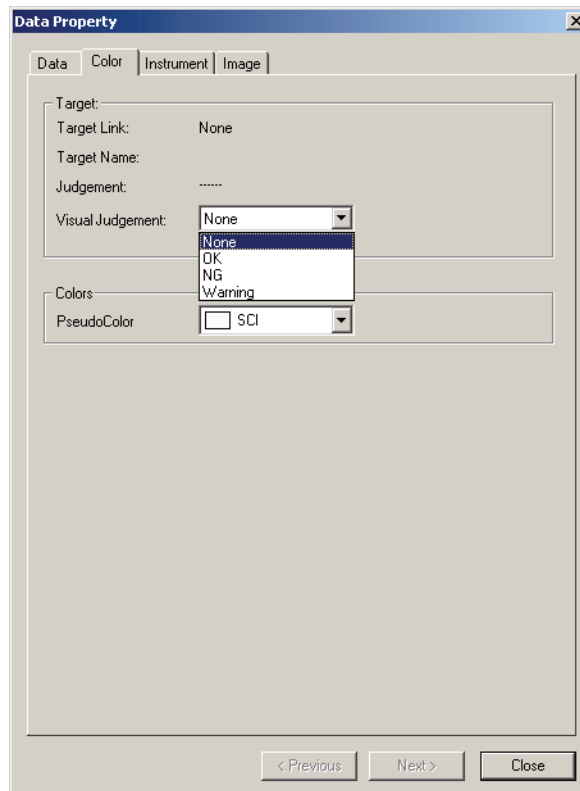 Data Property
Data Color Instrument Image
Target:
Target Link: None
Target Name:
Judgement: ------
Visual Judgement: None
None
OK
NG
Warning
Colors
PseudoColor SCI
< Previous Next > Close